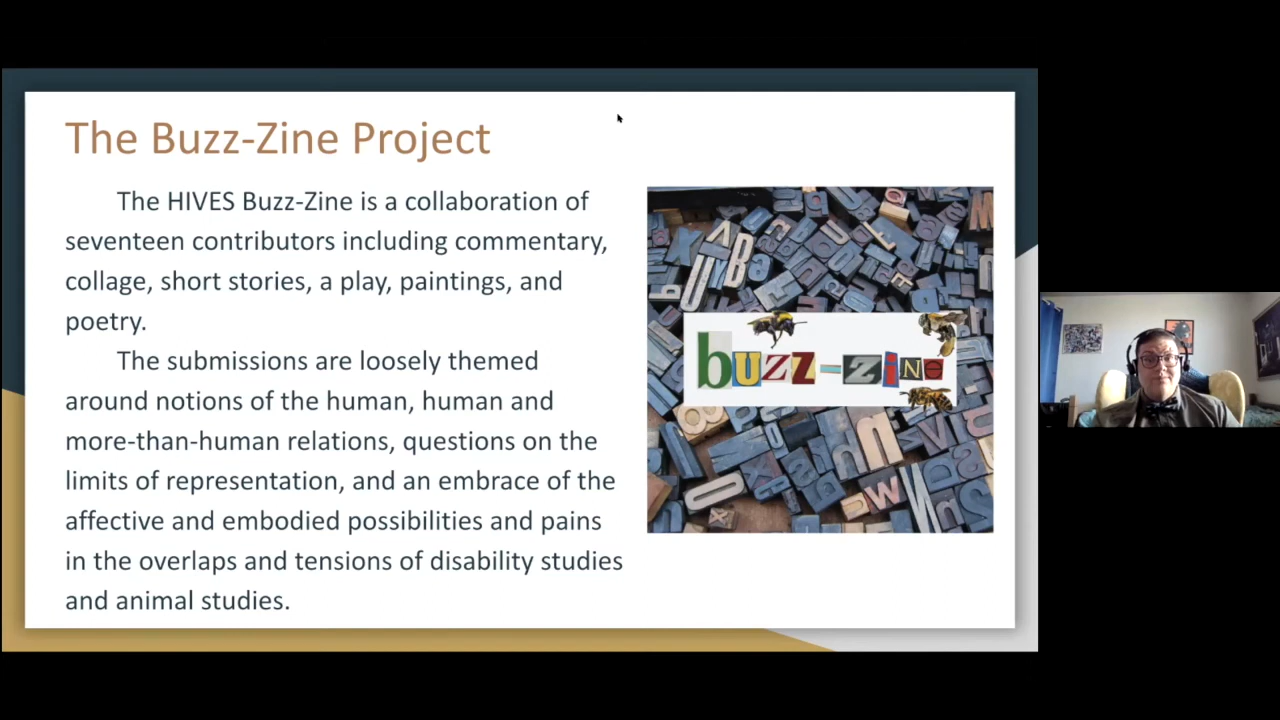 The Buzz-Zine Project
The HIVES Buzz-Zine is a collaboration of
seventeen contributors including commentary,
collage, short stories, a play, paintings, and
poetry.
The submissions are loosely themed
around notions of the human, human and
more-than-human relations, questions on the
limits of representation, and an embrace of the
affective and embodied possibilities and pains
in the overlaps and tensions of disability studies
and animal studies.
buzz-ziNe